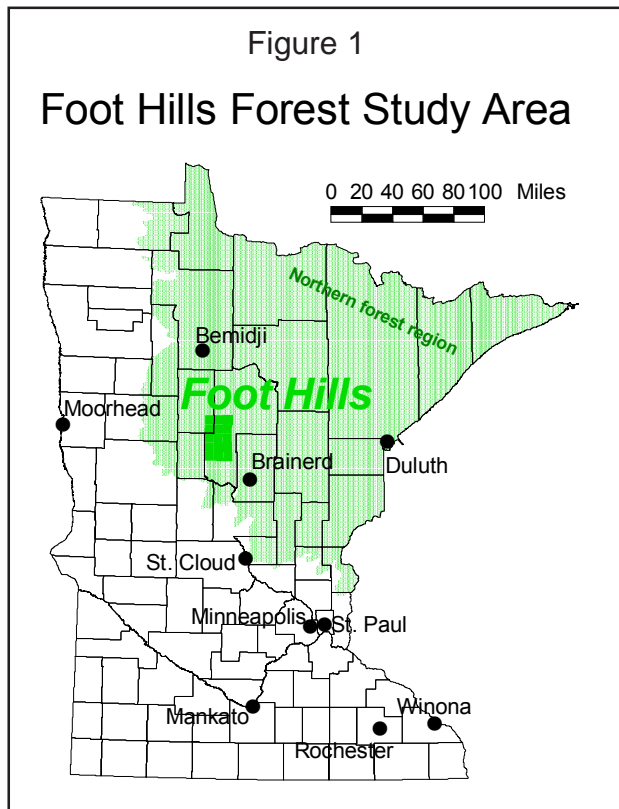 Figure 1
Foot Hills Forest Study Area
0 20 40 60 80 100 Miles
Northern forest region
Bemidji
Foot Hills
Moorhead
Brainerd
Duluth
St. Cloud
Minneapolis
St. Paul
Mankato
Winona
Rochester